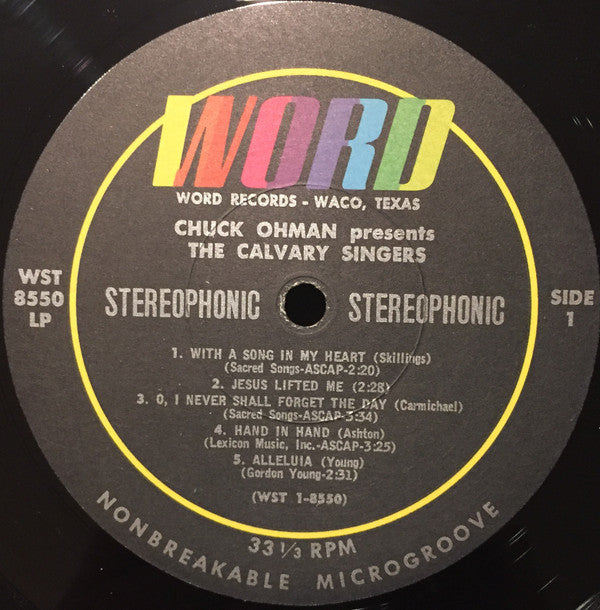 WORD
WORD RECORDS - WACO, TEXAS
CHUCK OHMAN presents
THE CALVARY SINGERS
WST
8550
LP
STEREOPHONIC STEREOPHONIC
SIDE
1
1. WITH A SONG IN MY HEART (Skillings)
(Sacred Songs-ASCAP-2:20)
2. JESUS LIFTED ME (2:28)
3. O, I NEVER SHALL FORGET THE DAY (Carmichael)
(Sacred Songs-ASCAP-3:34)
4. HAND IN HAND (Ashton)
(Lexicon Music, Inc.-ASCAP-3:25)
5. ALLELUIA (Young)
(Gordon Young-2:31)
(WST 1-8550)
33 1/3 RPM
NONBREAKABLE MICROGROOVE